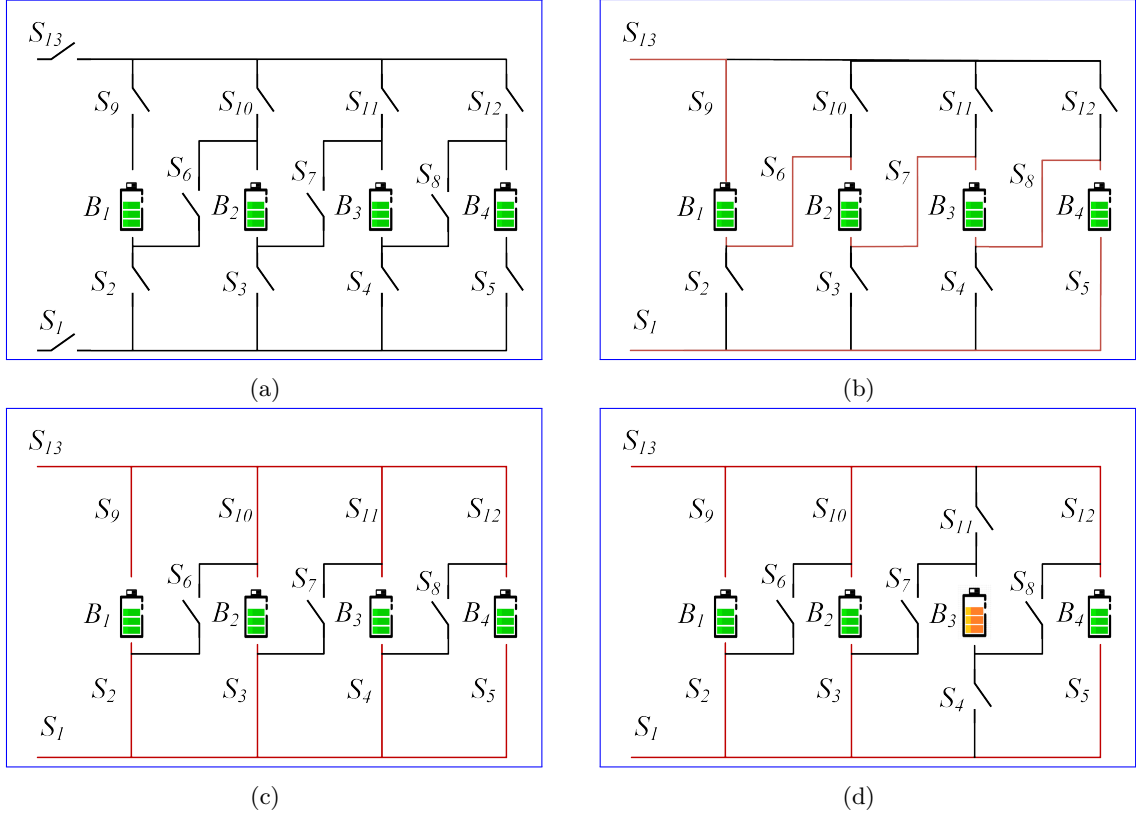 S13
S9 S10 S11 S12
S6 S7 S8
B1 B2 B3 B4
S2 S3 S4 S5
S1
(a)
S13
S9 S10 S11 S12
S6 S7 S8
B1 B2 B3 B4
S2 S3 S4 S5
S1
(b)
S13
S9 S10 S11 S12
S6 S7 S8
B1 B2 B3 B4
S2 S3 S4 S5
S1
(c)
S13
S9 S10 S11 S12
S6 S7 S8
B1 B2 B3 B4
S2 S3 S4 S5
S1
(d)